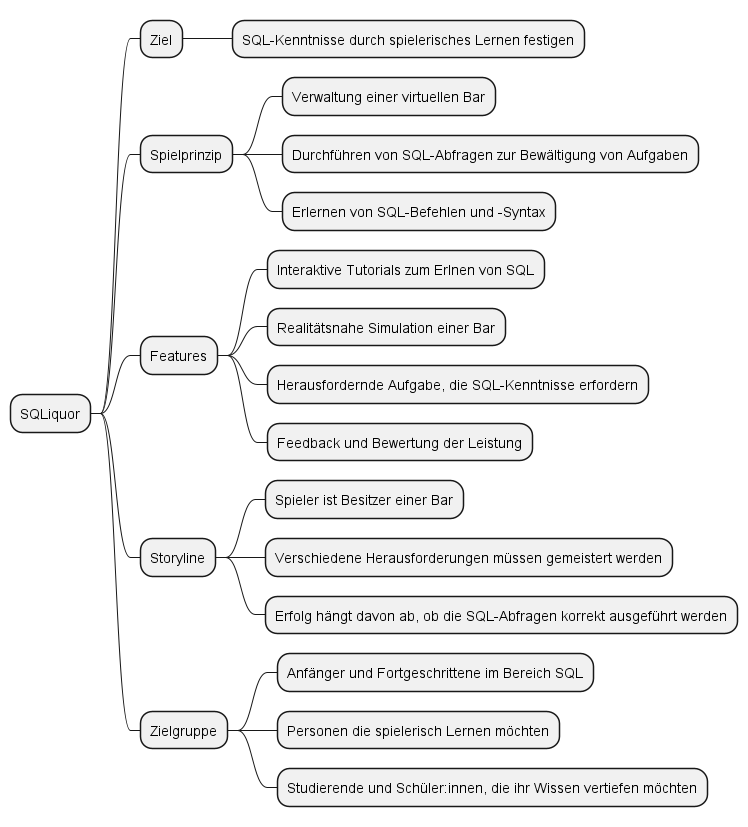 SQLiquor
Ziel
SQL-Kenntnisse durch spielerisches Lernen festigen
Spielprinzip
Verwaltung einer virtuellen Bar
Durchführen von SQL-Abfragen zur Bewältigung von Aufgaben
Erlernen von SQL-Befehlen und -Syntax
Features
Interaktive Tutorials zum Erlnen von SQL
Realitätsnahe Simulation einer Bar
Herausfordernde Aufgabe, die SQL-Kenntnisse erfordern
Feedback und Bewertung der Leistung
Storyline
Spieler ist Besitzer einer Bar
Verschiedene Herausforderungen müssen gemeistert werden
Erfolg hängt davon ab, ob die SQL-Abfragen korrekt ausgeführt werden
Zielgruppe
Anfänger und Fortgeschrittene im Bereich SQL
Personen die spielerisch Lernen möchten
Studierende und Schüler:innen, die ihr Wissen vertiefen möchten